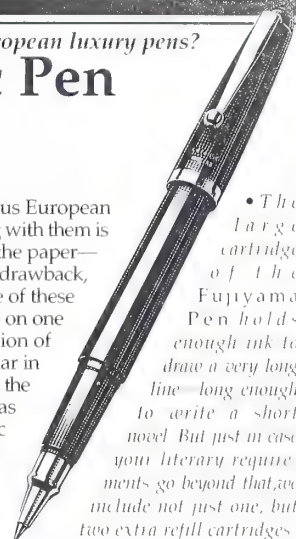 ropean luxury pens?
Pen
us European
g with them is
the paper—
drawback,
e of these
e on one
ion of
ar in
the
as
c
• The
large
cartridge
of the
Fujiyama
Pen holds
enough ink to
draw a very long
line—long enough
to write a short
novel But just in case
your literary require-
ments go beyond that, we
include not just one, but
two extra refill cartridges